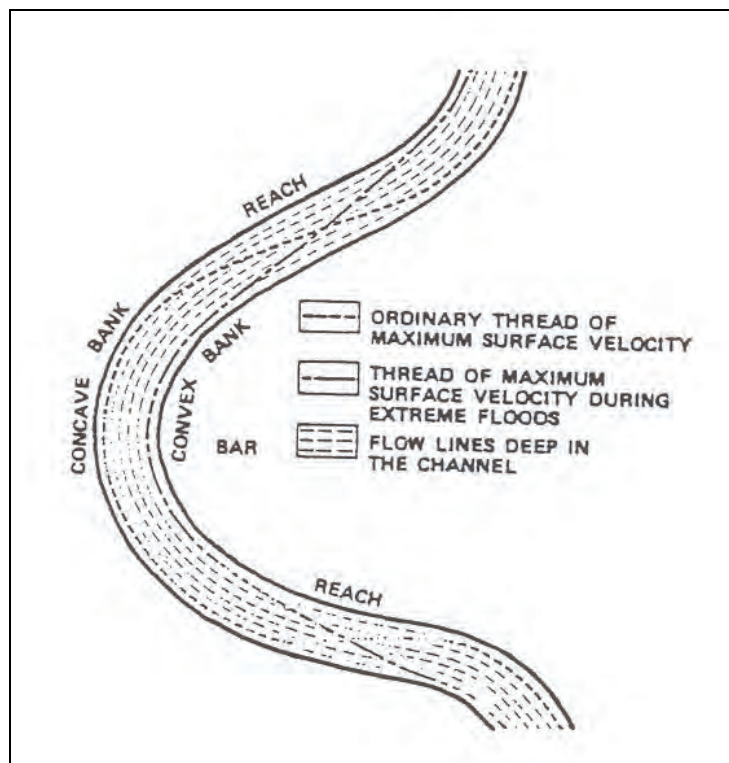 REACH
CONCAVE BANK
CONVEX BANK
BAR
ORDINARY THREAD OF
MAXIMUM SURFACE VELOCITY
THREAD OF MAXIMUM
SURFACE VELOCITY DURING
EXTREME FLOODS
FLOW LINES DEEP IN
THE CHANNEL
REACH